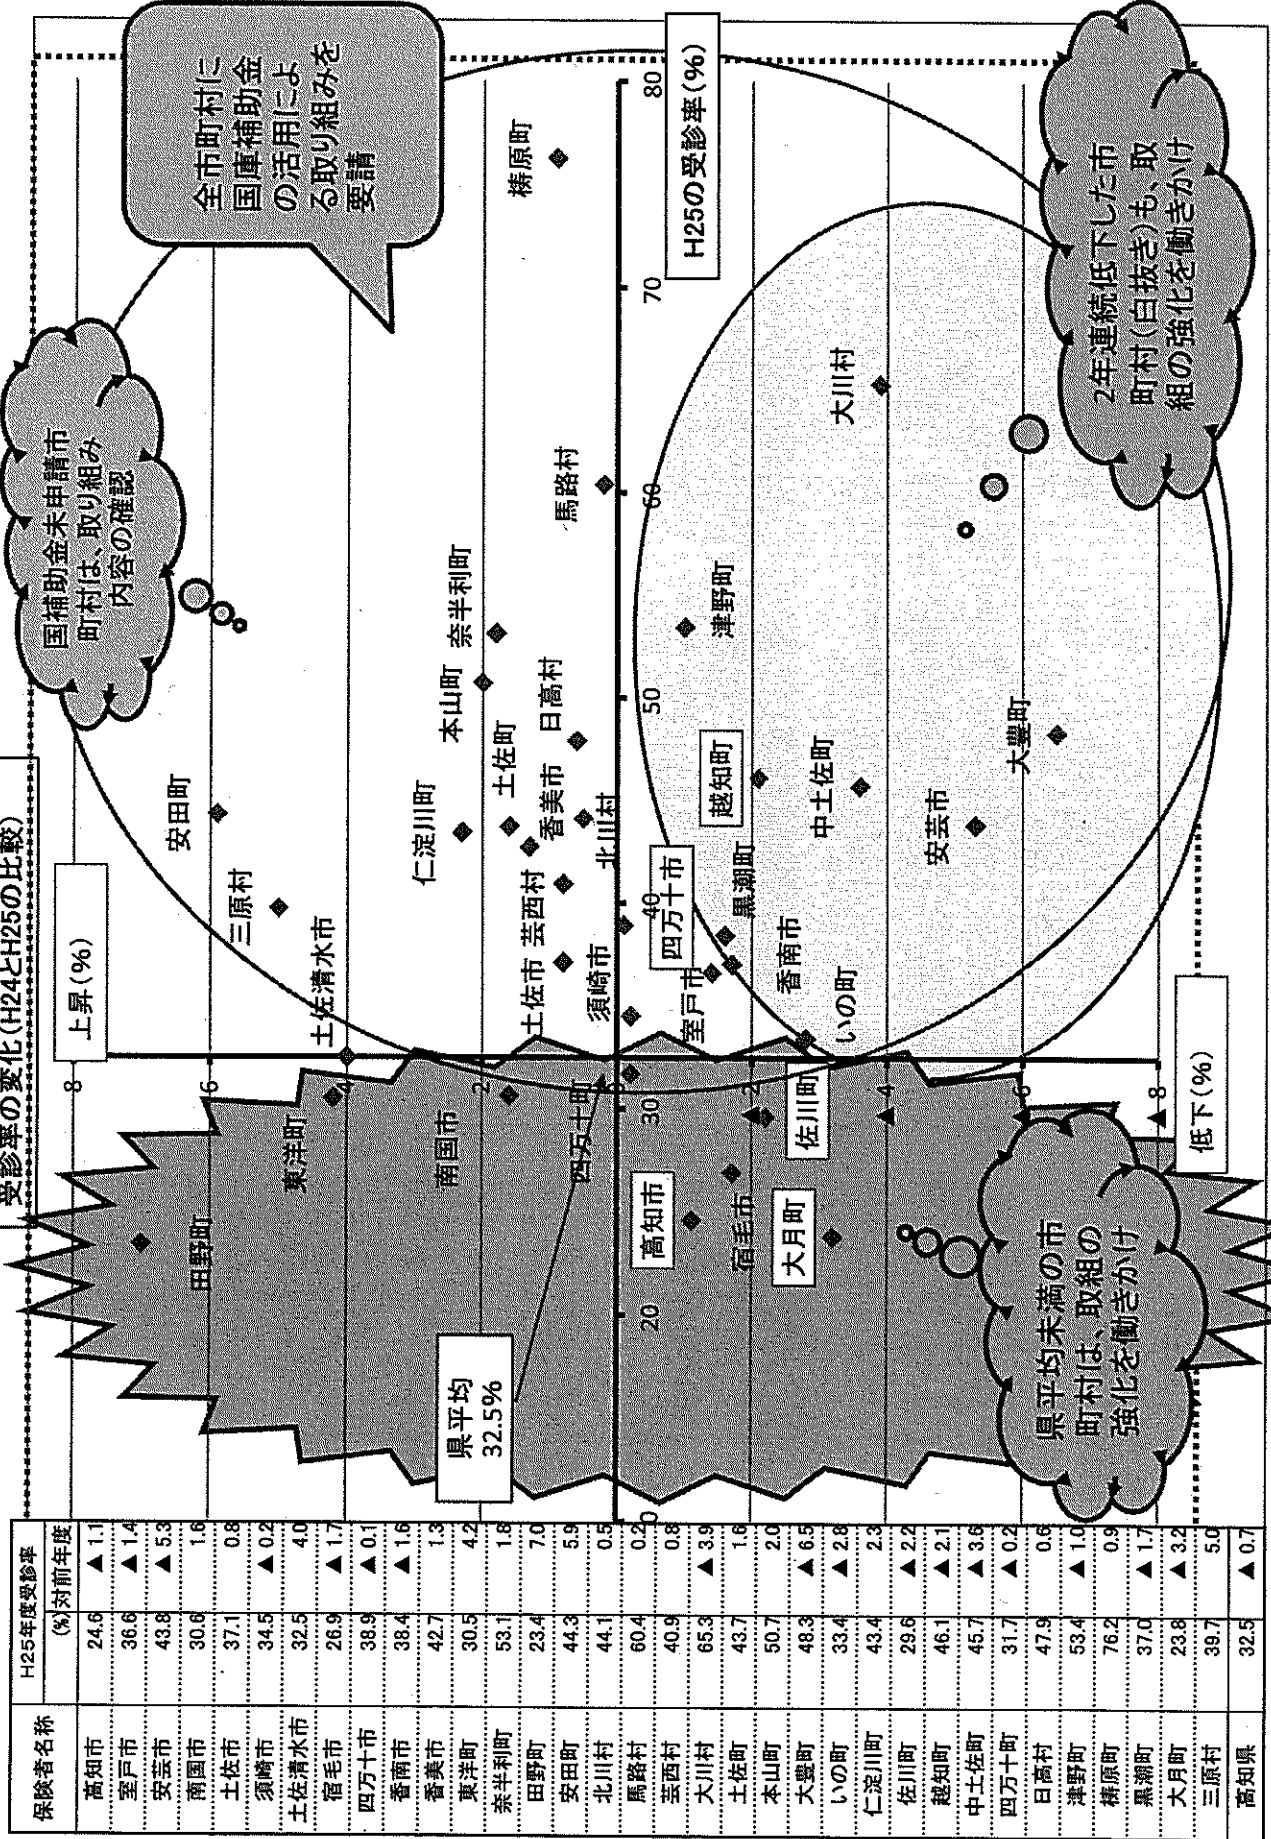 受診率の変化(H24とH25の比較)
保険者名称 H25年度受診率
(%) 対前年度
高知市 24.6 ▲ 1.1
室戸市 36.6 ▲ 1.4
安芸市 43.8 ▲ 5.3
南国市 30.6 1.6
土佐市 37.1 0.8
須崎市 34.5 ▲ 0.2
土佐清水市 32.5 4.0
宿毛市 26.9 ▲ 1.7
四万十市 38.9 ▲ 0.1
香南市 38.4 ▲ 1.6
香美市 42.7 1.3
東洋町 30.5 4.2
奈半利町 53.1 1.8
田野町 23.4 7.0
安田町 44.3 5.9
北川村 44.1 0.5
馬路村 60.4 0.2
芸西村 40.9 0.8
大川村 65.3 ▲ 3.9
土佐町 43.7 1.6
本山町 50.7 2.0
大豊町 48.3 ▲ 6.5
いの町 33.4 ▲ 2.8
仁淀川町 43.4 2.3
佐川町 29.6 ▲ 2.2
越知町 46.1 ▲ 2.1
中土佐町 45.7 ▲ 3.6
四万十町 31.7 ▲ 0.2
日高村 47.9 0.6
津野町 53.4 ▲ 1.0
梼原町 76.2 0.9
黒潮町 37.0 ▲ 1.7
大月町 23.8 ▲ 3.2
三原村 39.7 5.0
高知県 32.5 ▲ 0.7
上昇(%)
国補助金未申請市
町村は、取り組み
内容の確認
全市町村に
国庫補助金
の活用によ
る取り組みを
要請
8
6
4
2
0
▲ 2
▲ 4
▲ 6
▲ 8
0
20
30
40
50
60
70
80
H25の受診率(%)
低下(%)
県平均
32.5%
田野町
東洋町
南国市
四万十町
高知市
宿毛市
大月町
佐川町
安田町
三原村
土佐清水市
仁淀川町
本山町
奈半利町
土佐町
日高村
香美市
北川村
芸西村
土佐市
須崎市
馬路村
梼原町
四万十市
室戸市
黒潮町
香南市
いの町
越知町
中土佐町
安芸市
大豊町
津野町
大川村
県平均未満の市
町村は、取組の
強化を働きかけ
2年連続低下した市
町村(白抜き)も、取
組の強化を働きかけ